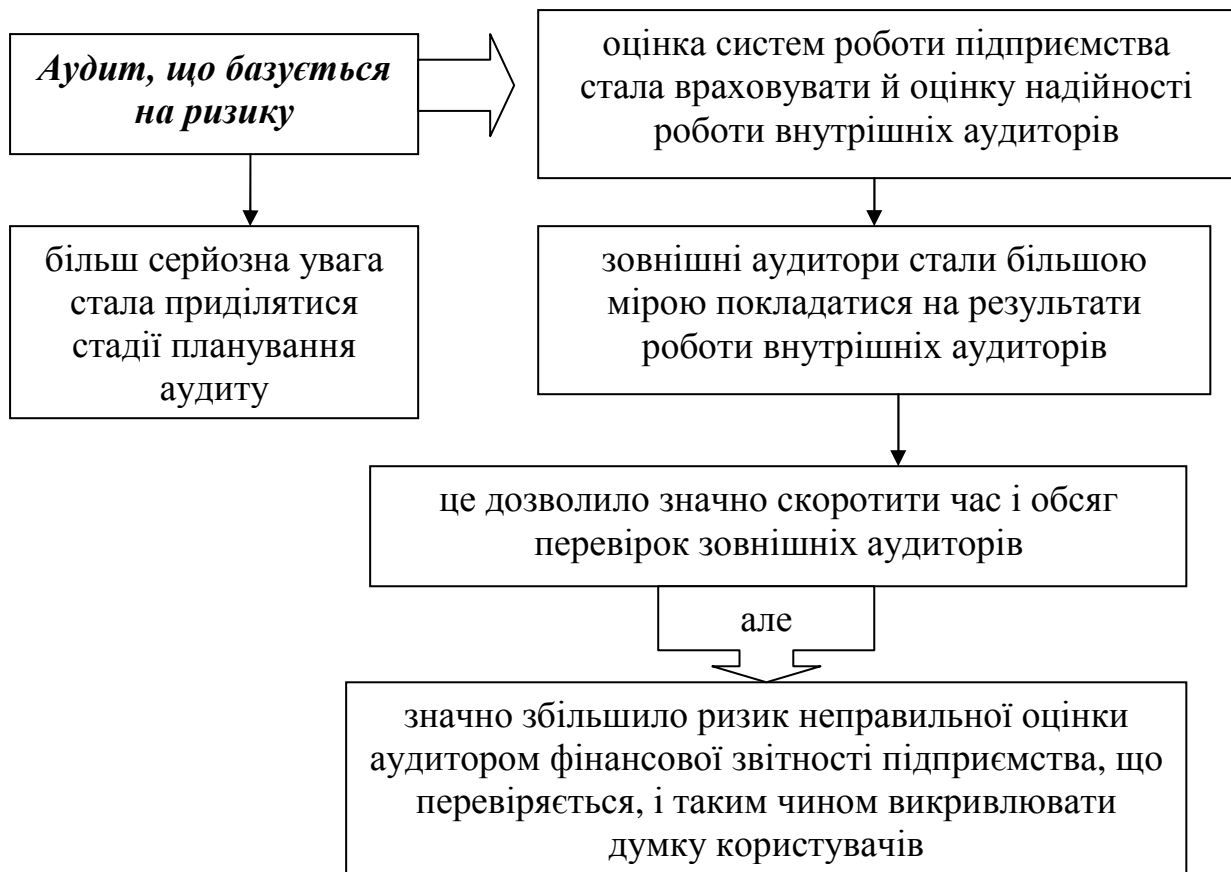 Аудит, що базується
на ризику
оцінка систем роботи підприємства
стала враховувати й оцінку надійності
роботи внутрішніх аудиторів
більш серйозна увага
стала приділятися
стадії планування
аудиту
зовнішні аудитори стали більшою
мірою покладатися на результати
роботи внутрішніх аудиторів
це дозволило значно скоротити час і обсяг
перевірок зовнішніх аудиторів
але
значно збільшило ризик неправильної оцінки
аудитором фінансової звітності підприємства, що
перевіряється, і таким чином викривлювати
думку користувачів